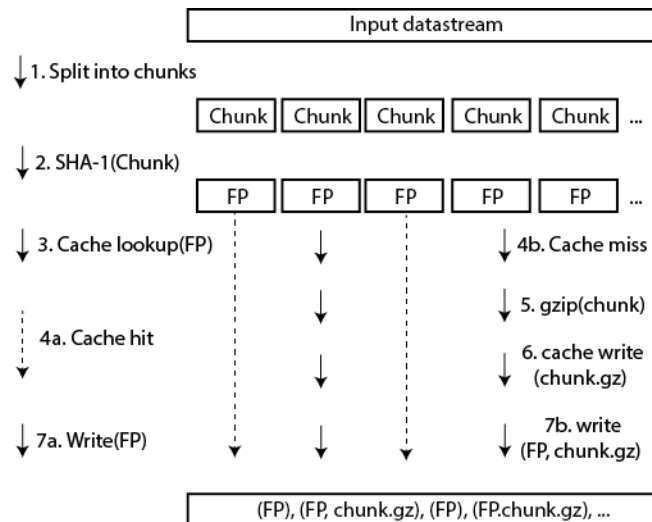 Input datastream
1. Split into chunks
Chunk Chunk Chunk Chunk Chunk ...
2. SHA-1(Chunk)
FP FP FP FP FP ...
3. Cache lookup(FP)
4b. Cache miss
5. gzip(chunk)
4a. Cache hit
6. cache write
(chunk.gz)
7a. Write(FP)
7b. write
(FP, chunk.gz)
(FP), (FP, chunk.gz), (FP), (FP.chunk.gz), ...